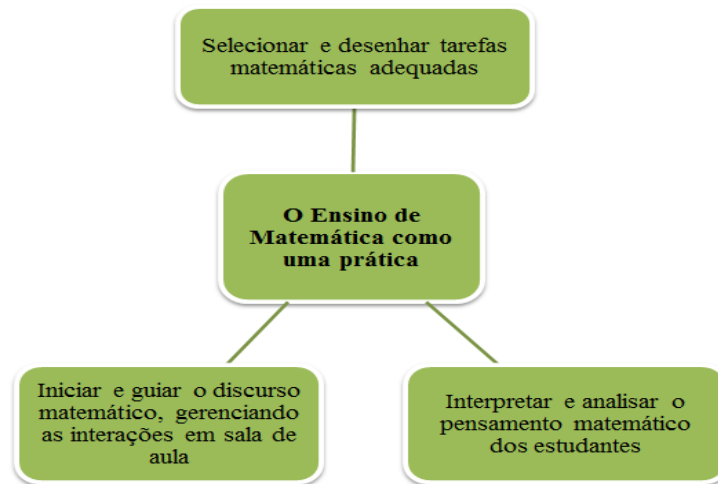 Selecionar e desenhar tarefas
matemáticas adequadas
O Ensino de
Matemática como
uma prática
Iniciar e guiar o discurso
matemático, gerenciando
as interações em sala de
aula
Interpretar e analisar o
pensamento matemático
dos estudantes